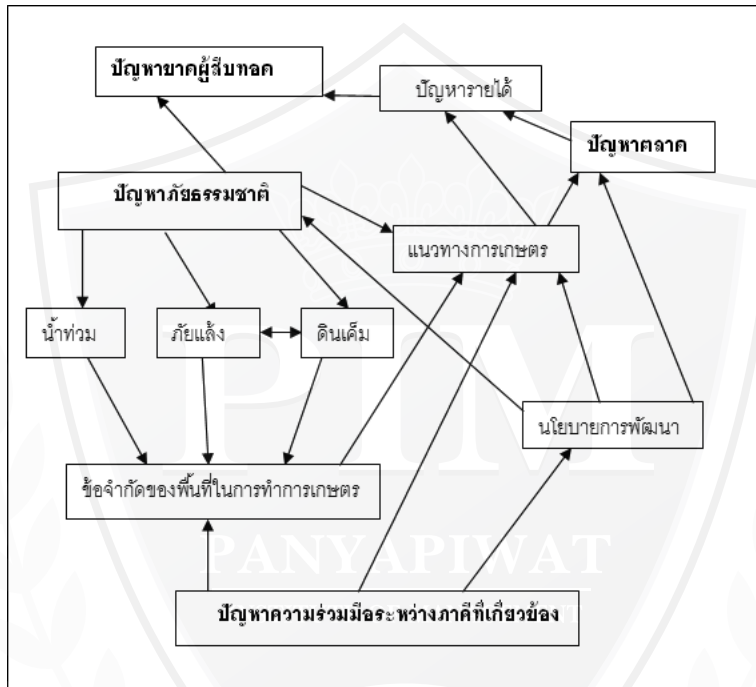 ปัญหาขาดผู้สืบทอด
ปัญหารายได้
ปัญหาตลาด
ปัญหาภัยธรรมชาติ
แนวทางการเกษตร
น้ำท่วม
ภัยแล้ง
ดินเค็ม
นโยบายการพัฒนา
ข้อจำกัดของพื้นที่ในการทำการเกษตร
PIM
PANYAPIWAT
ปัญหาความร่วมมือระหว่างภาคีที่เกี่ยวข้อง